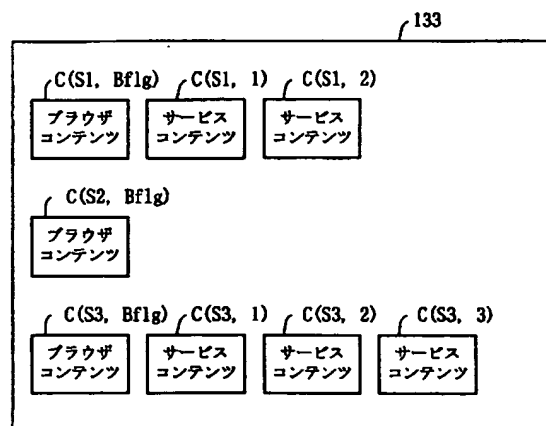 133
C(S1, Bflg) C(S1, 1) C(S1, 2)
ブラウザ サービス サービス
コンテンツ コンテンツ コンテンツ
C(S2, Bflg)
ブラウザ
コンテンツ
C(S3, Bflg) C(S3, 1) C(S3, 2) C(S3, 3)
ブラウザ サービス サービス サービス
コンテンツ コンテンツ コンテンツ コンテンツ